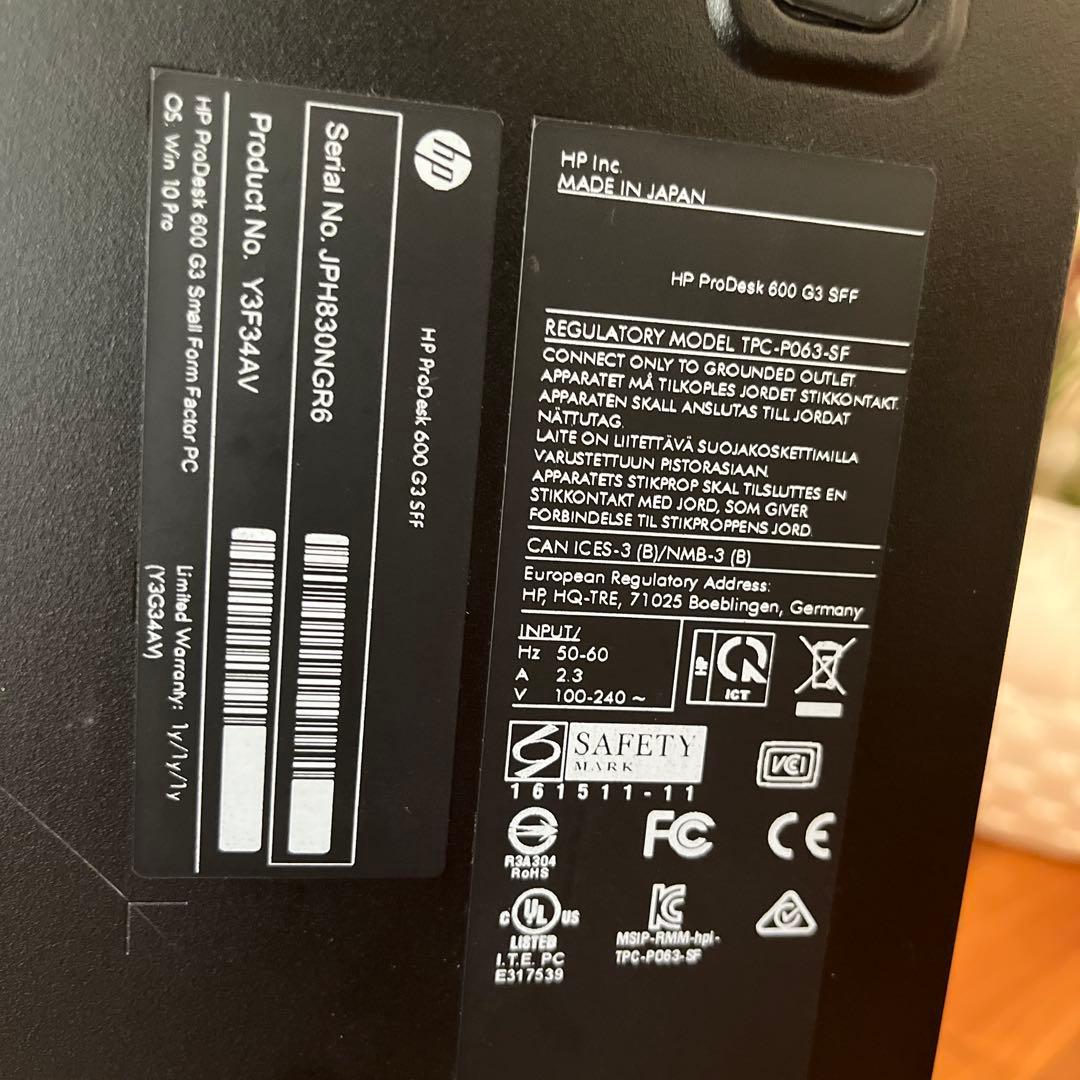 hp
HP ProDesk 600 G3 SFF
Serial No. JPH830NGR6
Product No. Y3F34AV
HP ProDesk 600 G3 Small Form Factor PC
Limited Warranty: 1y/1y/1y
OS: Win 10 Pro
(Y3G34AV)
HP Inc.
MADE IN JAPAN
HP ProDesk 600 G3 SFF
REGULATORY MODEL TPC-P063-SF
CONNECT ONLY TO GROUNDED OUTLET.
APPARATET MÅ TILKOPLES JORDET STIKKONTAKT.
APPARATEN SKALL ANSLUTAS TILL JORDAT
NÄTTUTAG.
LAITE ON LIITETTÄVÄ SUOJAKOSKETTIMILLA
VARUSTETTUUN PISTORASIAAN.
APPARATETS STIKPROP SKAL TILSLUTTES EN
STIKKONTAKT MED JORD, SOM GIVER
FORBINDELSE TIL STIKPROPPENS JORD.
CAN ICES-3 (B)/NMB-3 (B)
European Regulatory Address:
HP, HQ-TRE, 71025 Boeblingen, Germany
INPUT/
Hz 50-60
A 2.3
V 100-240 ~
HP
ICT
SAFETY
MARK
161511-11
VCI
R3A304
RoHS
FC
CE
C UL US
LISTED
I.T.E. PC
E317539
KC
MSIP-RMM-hpi-
TPC-P063-SF